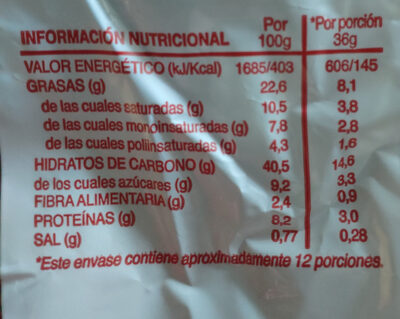 INFORMACIÓN NUTRICIONAL Por 100g *Por porción 36g
VALOR ENERGÉTICO (kJ/Kcal) 1685/403 606/145
GRASAS (g) 22,6 8,1
de las cuales saturadas (g) 10,5 3,8
de las cuales monoinsaturadas (g) 7,8 2,8
de las cuales poliinsaturadas (g) 4,3 1,6
HIDRATOS DE CARBONO (g) 40,5 14,6
de los cuales azúcares (g) 9,2 3,3
FIBRA ALIMENTARIA (g) 2,4 0,9
PROTEÍNAS (g) 8,2 3,0
SAL (g) 0,77 0,28
*Este envase contiene aproximadamente 12 porciones.